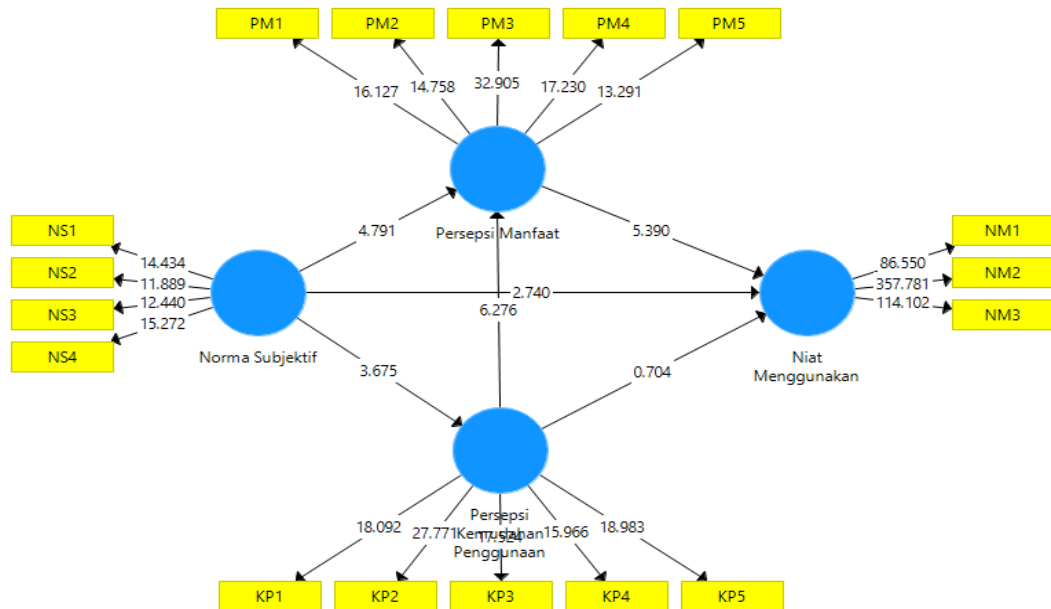 PM1 PM2 PM3 PM4 PM5
16.127 14.758 32.905 17.230 13.291
Persepsi Manfaat
NS1
NS2
NS3
NS4
14.434
11.889
12.440
15.272
Norma Subjektif
4.791
5.390
2.740
6.276
3.675
0.704
NM1
NM2
NM3
86.550
357.781
114.102
Niat
Menggunakan
Persepsi
Kemudahan
Penggunaan
18.092 27.771 17.524 15.966 18.983
KP1 KP2 KP3 KP4 KP5